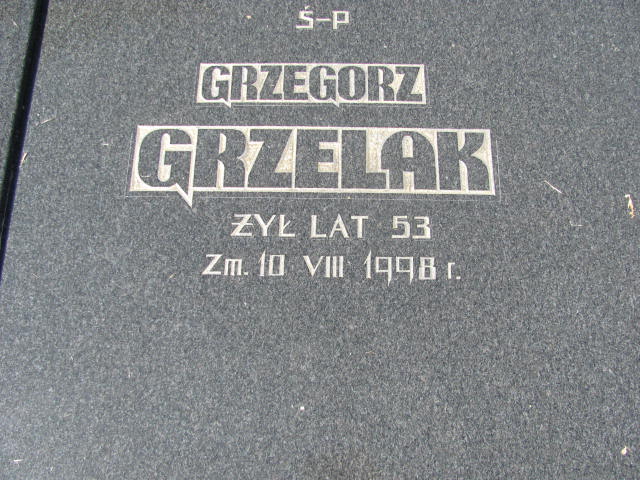 Ś-P
GRZEGORZ
GRZELAK
ŻYŁ LAT 53
Zm. 10 VIII 1998 r.